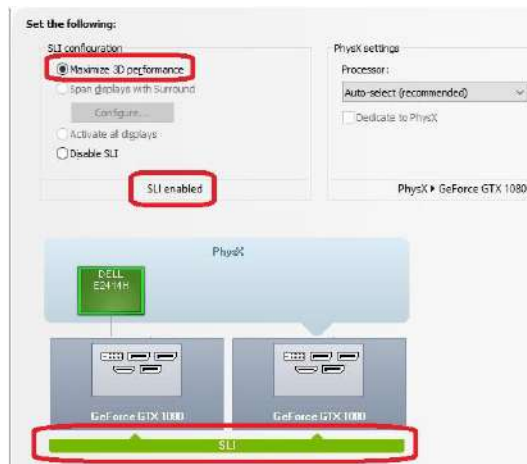 Set the following:
SLI configuration
Maximize 3D performance
Span displays with Surround
Configure...
Activate all displays
Disable SLI
SLI enabled
PhysX settings
Processor:
Auto-select (recommended)
Dedicate to PhysX
PhysX ▸ GeForce GTX 1080
PhysX
DELL
E2414H
GeForce GTX 1080
GeForce GTX 1080
SLI